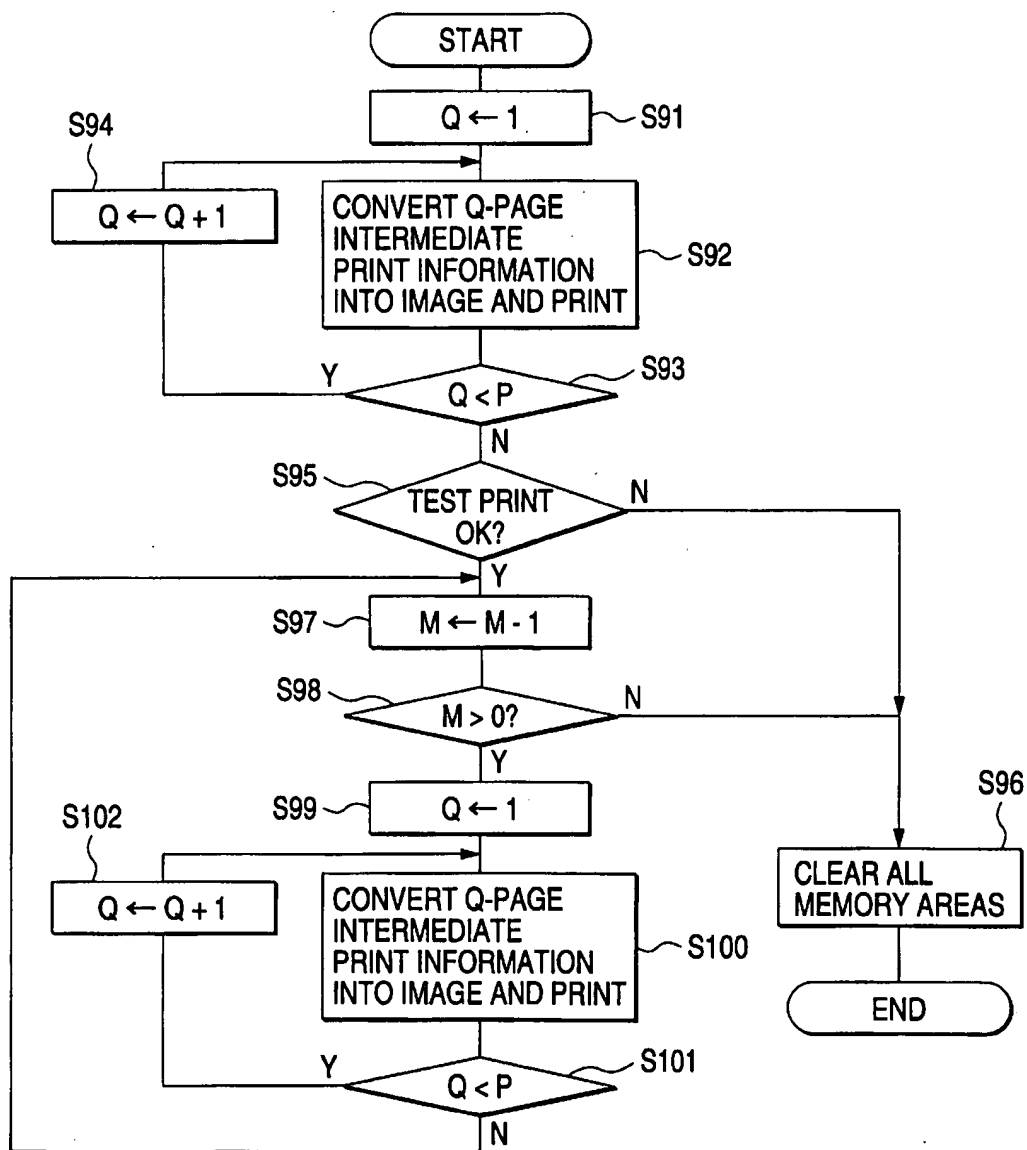 START
Q ← 1
S91
S94
Q ← Q + 1
CONVERT Q-PAGE
INTERMEDIATE
PRINT INFORMATION
INTO IMAGE AND PRINT
S92
Y
Q < P
S93
N
S95
TEST PRINT
OK?
N
Y
S97
M ← M - 1
S98
M > 0?
N
Y
S99
Q ← 1
S96
S102
CLEAR ALL
MEMORY AREAS
Q ← Q + 1
CONVERT Q-PAGE
INTERMEDIATE
PRINT INFORMATION
INTO IMAGE AND PRINT
S100
END
Y
Q < P
S101
N